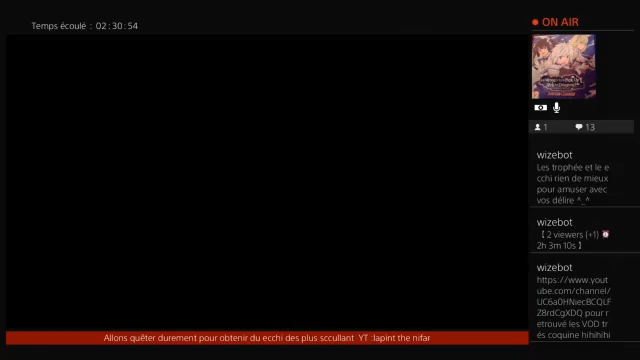 Temps écoulé : 02:30:54
ON AIR
1
13
wizebot
Les trophée et le e
cchi rien de mieux
pour amuser avec
vos délire ^_^
wizebot
【 2 viewers (+1) ⏰
2h 3m 10s 】
wizebot
https://www.yout
ube.com/channel/
UC6a0HNiecBCQLF
Z8rdCgXDQ pour r
etrouvé les VOD tr
és coquine hihihihi
Allons quêter durement pour obtenir du ecchi des plus sccullant YT :lapint the nifar